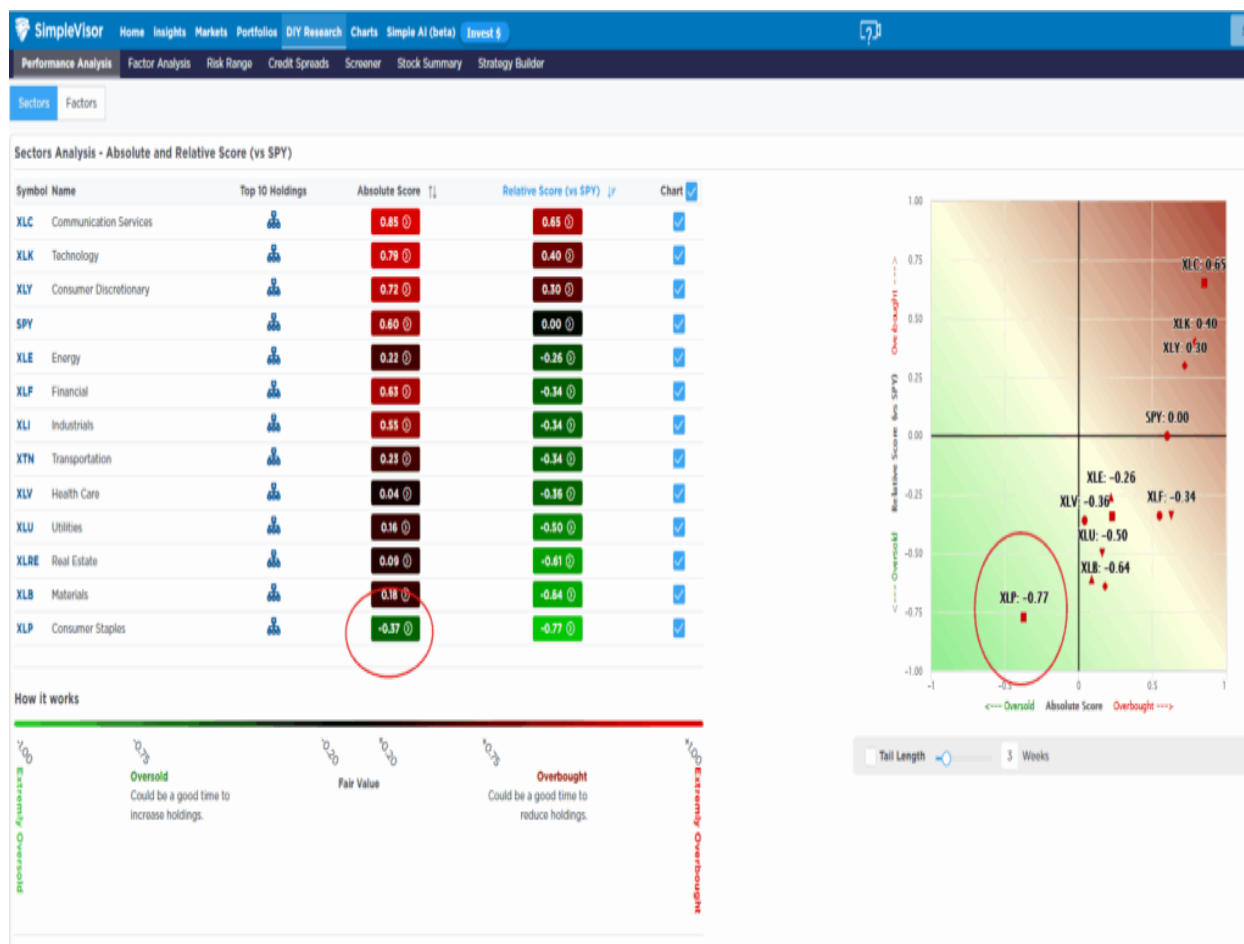 SimpleVisor Home Insights Markets Portfolios DIY Research Charts Simple AI (beta) Invest $
Performance Analysis Factor Analysis Risk Range Credit Spreads Screener Stock Summary Strategy Builder
Sectors Factors
Sectors Analysis - Absolute and Relative Score (vs SPY)
Symbol Name Top 10 Holdings Absolute Score Relative Score (vs SPY) Chart
XLC Communication Services 0.85 0.65
XLK Technology 0.79 0.40
XLY Consumer Discretionary 0.72 0.30
SPY 0.60 0.00
XLE Energy 0.22 -0.26
XLF Financial 0.63 -0.34
XLI Industrials 0.55 -0.34
XTN Transportation 0.23 -0.34
XLV Health Care 0.04 -0.36
XLU Utilities 0.16 -0.50
XLRE Real Estate 0.09 -0.61
XLB Materials 0.18 -0.64
XLP Consumer Staples -0.37 -0.77
How it works
-1.00 -0.75 -0.20 +0.20 +0.75 +1.00
Extremely Oversold
Oversold
Could be a good time to
increase holdings.
Fair Value
Overbought
Could be a good time to
reduce holdings.
Extremely Overbought
1.00
0.75
0.50
0.25
0.00
-0.25
-0.50
-0.75
-1.00
<--- Oversold Relative Score (vs SPY) Overbought --->
XLC: 0.65
XLK: 0.40
XLY: 0.30
SPY: 0.00
XLE: -0.26
XLV: -0.36 XLF: -0.34
XLU: -0.50
XLB: -0.64
XLP: -0.77
-1 -0.5 0 0.5 1
<--- Oversold Absolute Score Overbought --->
Tail Length 3 Weeks